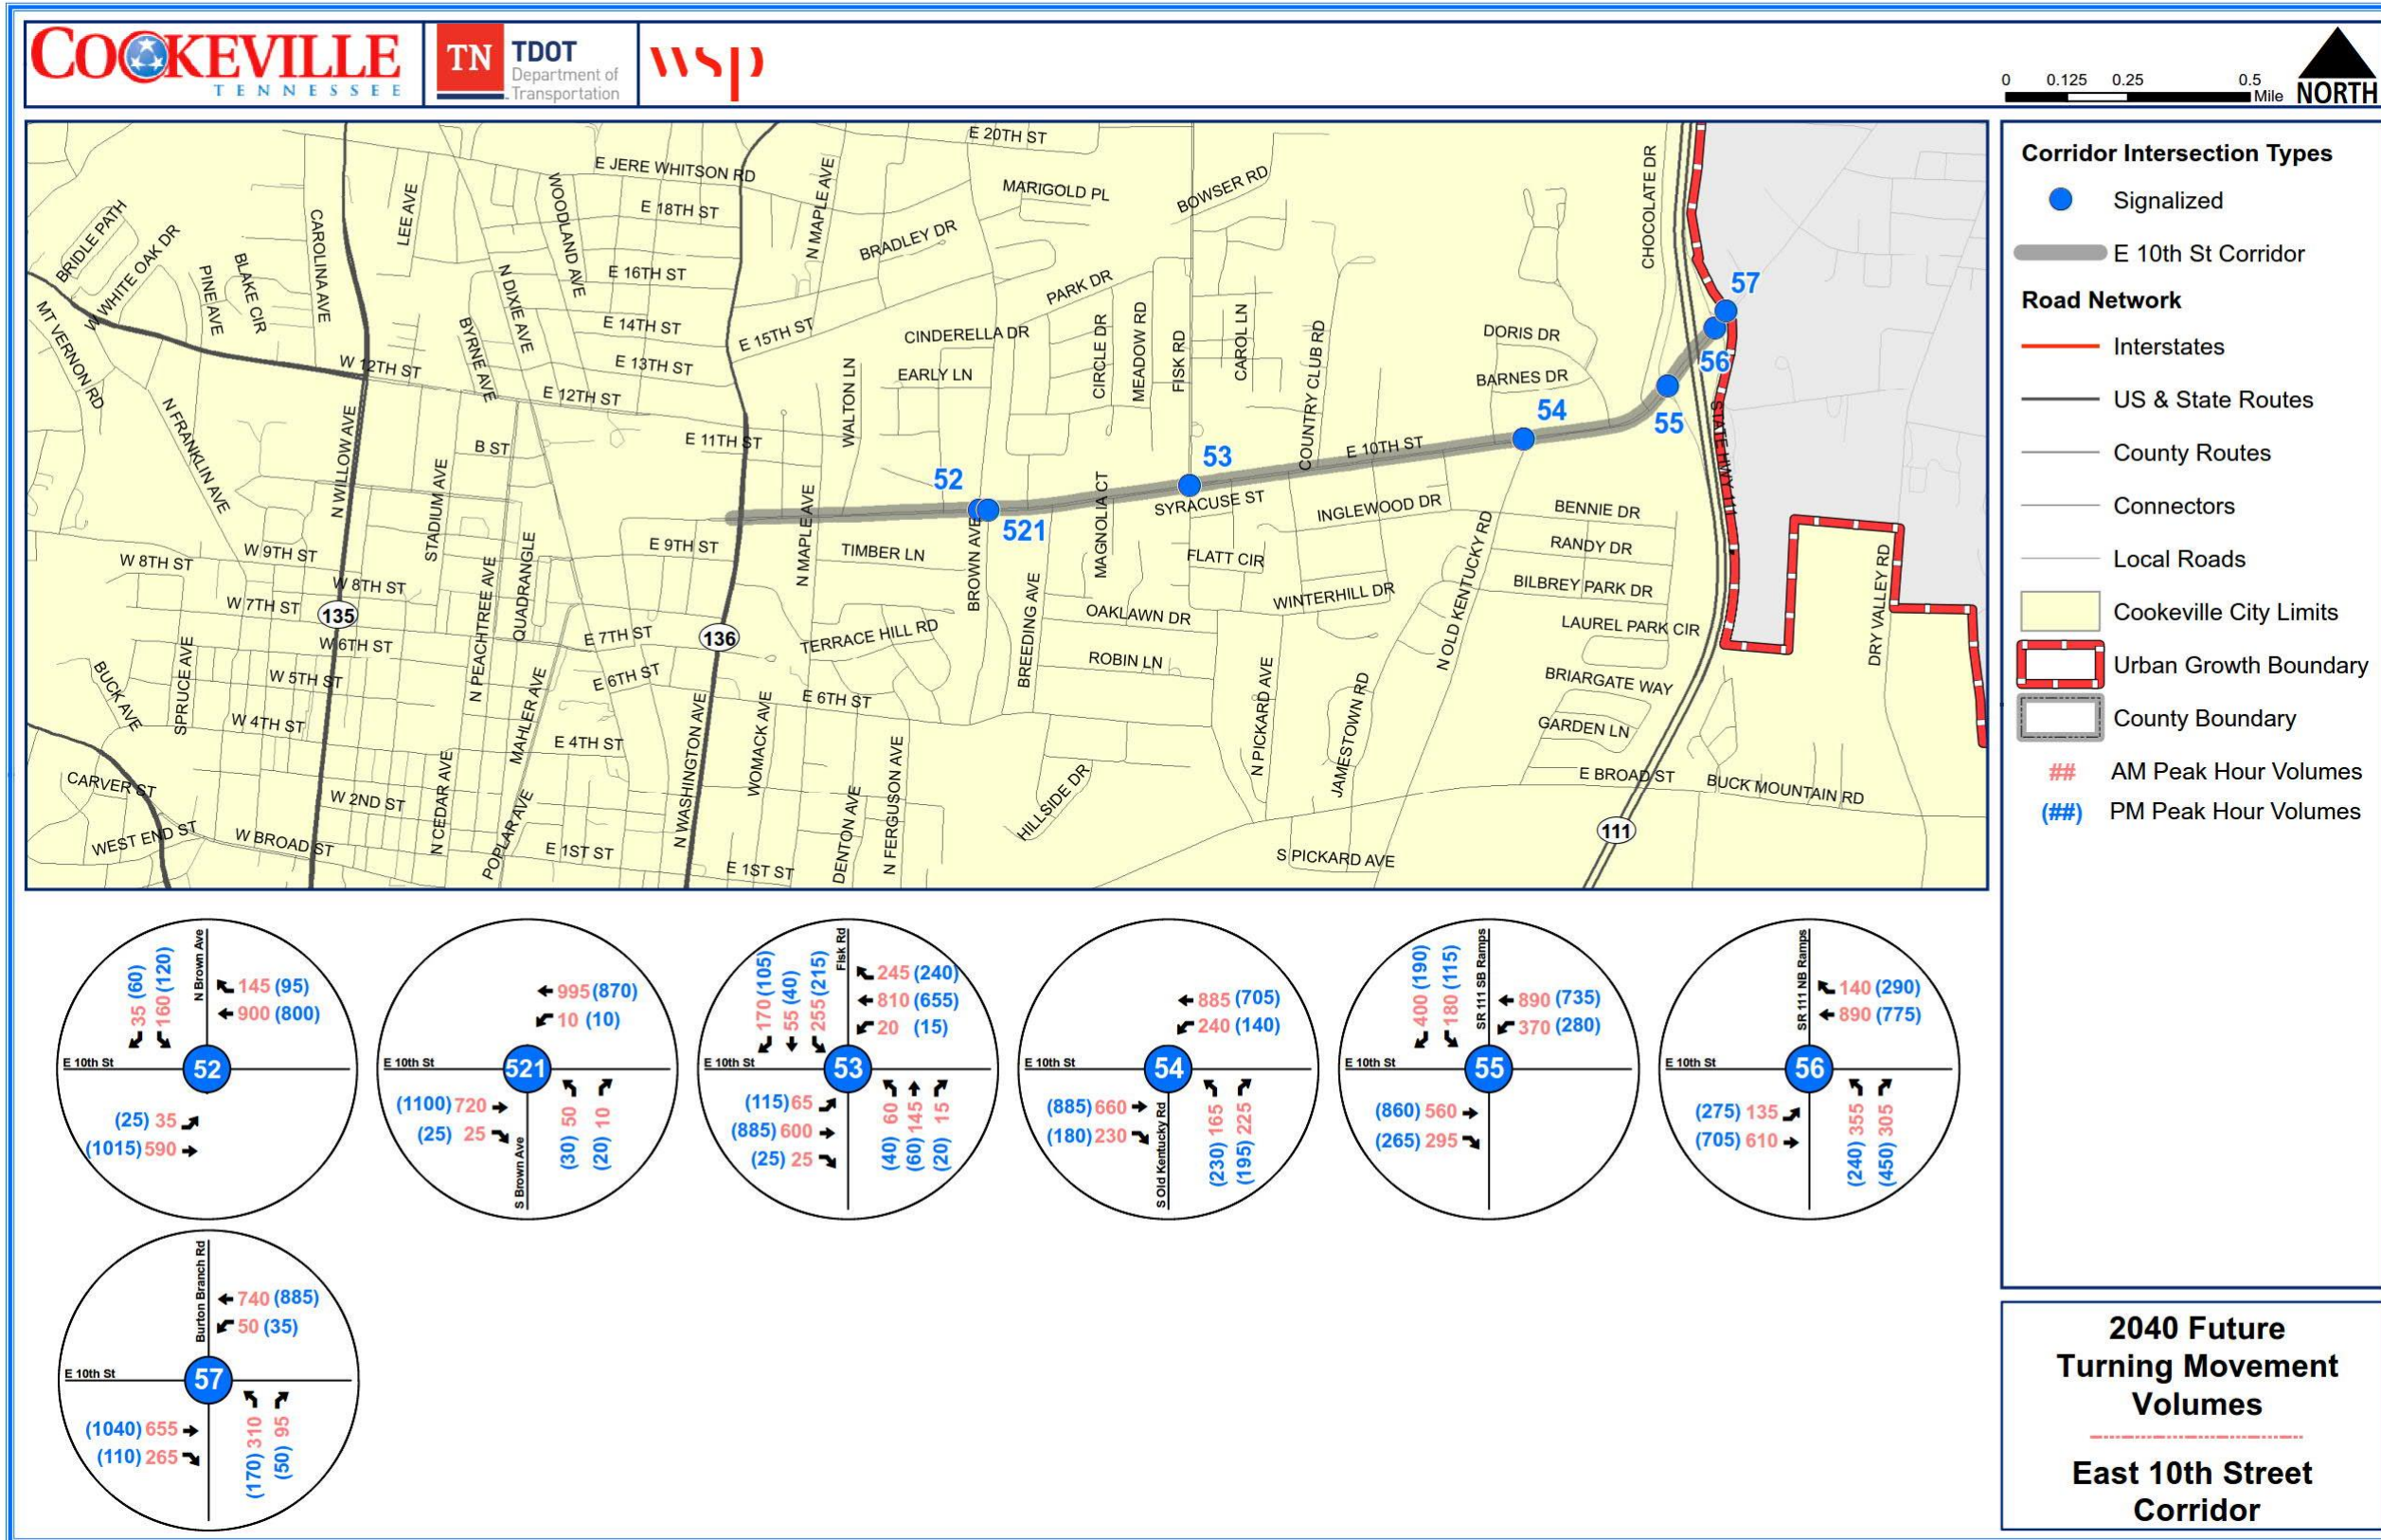 COOKEVILLE
TENNESSEE
TN
TDOT
Department of
Transportation
wsp
0 0.125 0.25 0.5
Mile
NORTH
E 20TH ST
E JERE WHITSON RD
MARIGOLD PL
BOWSER RD
CHOCOLATE DR
BRIDLE PATH
W WHITE OAK DR
CAROLINA AVE
LEE AVE
WOODLAND AVE
E 18TH ST
N MAPLE AVE
BRADLEY DR
PINE AVE
BLAKE CIR
N DIXIE AVE
E 16TH ST
PARK DR
57
MT VERNON RD
BYRNE AVE
E 14TH ST
E 15TH ST
CINDERELLA DR
CIRCLE DR
MEADOW RD
FISK RD
CAROL LN
COUNTRY CLUB RD
DORIS DR
W 12TH ST
E 13TH ST
EARLY LN
BARNES DR
56
N FRANKLIN AVE
N WILLOW AVE
E 12TH ST
WALTON LN
54
55
STATE HWY 111
B ST
E 11TH ST
E 10TH ST
53
STADIUM AVE
52
MAGNOLIA CT
SYRACUSE ST
INGLEWOOD DR
BENNIE DR
N MAPLE AVE
521
BROWN AVE
W 8TH ST
W 9TH ST
QUADRANGLE
E 9TH ST
TIMBER LN
FLATT CIR
RANDY DR
DRY VALLEY RD
W 8TH ST
N PEACHTREE AVE
BREEDING AVE
WINTERHILL DR
N OLD KENTUCKY RD
BILBREY PARK DR
W 7TH ST
135
136
E 7TH ST
TERRACE HILL RD
OAKLAWN DR
LAUREL PARK CIR
W 6TH ST
SPRUCE AVE
BUCK AVE
W 5TH ST
E 6TH ST
ROBIN LN
BRIARGATE WAY
W 4TH ST
MAHLER AVE
E 6TH ST
N PICKARD AVE
JAMESTOWN RD
GARDEN LN
E 4TH ST
N WASHINGTON AVE
WOMACK AVE
N FERGUSON AVE
CARVER ST
N CEDAR AVE
HILLSIDE DR
E BROAD ST
BUCK MOUNTAIN RD
W 2ND ST
POPLAR AVE
DENTON AVE
WEST END ST
W BROAD ST
111
E 1ST ST
E 1ST ST
S PICKARD AVE
Corridor Intersection Types
Signalized
E 10th St Corridor
Road Network
Interstates
US & State Routes
County Routes
Connectors
Local Roads
Cookeville City Limits
Urban Growth Boundary
County Boundary
## AM Peak Hour Volumes
(##) PM Peak Hour Volumes
35 (60)
160 (120)
N Brown Ave
145 (95)
900 (800)
E 10th St
52
(25) 35
(1015) 590
995 (870)
10 (10)
E 10th St
521
(1100) 720
(25) 25
S Brown Ave
(30) 50
(20) 10
170 (105)
55 (40)
255 (215)
Fisk Rd
245 (240)
810 (655)
20 (15)
E 10th St
53
(115) 65
(885) 600
(25) 25
(40) 60
(60) 145
(20) 15
885 (705)
240 (140)
E 10th St
54
(885) 660
(180) 230
S Old Kentucky Rd
(230) 165
(195) 225
400 (190)
180 (115)
SR 111 SB Ramps
890 (735)
370 (280)
E 10th St
55
(860) 560
(265) 295
SR 111 NB Ramps
140 (290)
890 (775)
E 10th St
56
(275) 135
(705) 610
(240) 355
(450) 305
Burton Branch Rd
740 (885)
50 (35)
E 10th St
57
(1040) 655
(110) 265
(170) 310
(50) 95
2040 Future
Turning Movement
Volumes
East 10th Street
Corridor